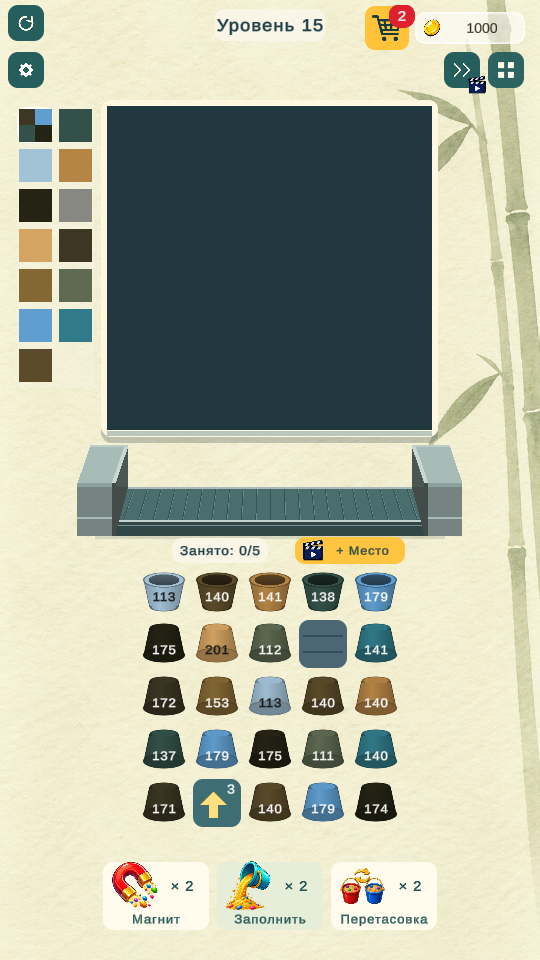 Уровень 15
2
1000
Занято: 0/5
+ Место
113 140 141 138 179
175 201 112 141
172 153 113 140 140
137 179 175 111 140
171 3 140 179 174
× 2 × 2 × 2
Магнит Заполнить Перетасовка